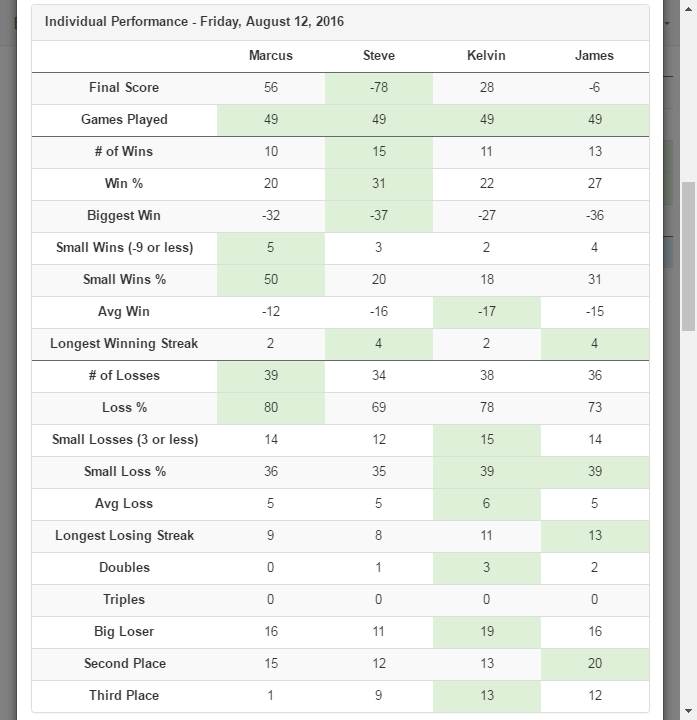 Individual Performance - Friday, August 12, 2016
Marcus Steve Kelvin James
Final Score 56 -78 28 -6
Games Played 49 49 49 49
# of Wins 10 15 11 13
Win % 20 31 22 27
Biggest Win -32 -37 -27 -36
Small Wins (-9 or less) 5 3 2 4
Small Wins % 50 20 18 31
Avg Win -12 -16 -17 -15
Longest Winning Streak 2 4 2 4
# of Losses 39 34 38 36
Loss % 80 69 78 73
Small Losses (3 or less) 14 12 15 14
Small Loss % 36 35 39 39
Avg Loss 5 5 6 5
Longest Losing Streak 9 8 11 13
Doubles 0 1 3 2
Triples 0 0 0 0
Big Loser 16 11 19 16
Second Place 15 12 13 20
Third Place 1 9 13 12